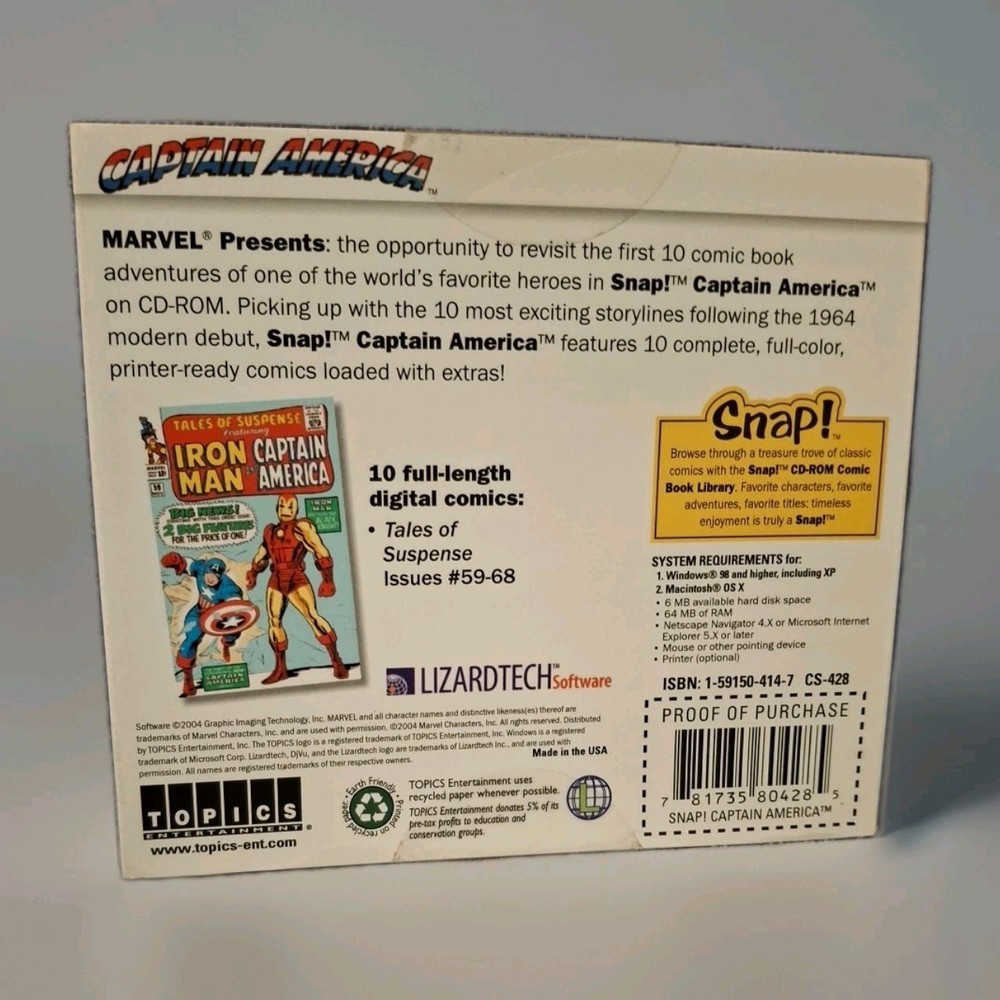 CAPTAIN AMERICA™
MARVEL® Presents: the opportunity to revisit the first 10 comic book
adventures of one of the world's favorite heroes in Snap!™ Captain America™
on CD-ROM. Picking up with the 10 most exciting storylines following the 1964
modern debut, Snap!™ Captain America™ features 10 complete, full-color,
printer-ready comics loaded with extras!
TALES OF SUSPENSE
featuring
IRON MAN
CAPTAIN AMERICA
BIG NEWS!
2 BIG FEATURES
FOR THE PRICE OF ONE!
IRON MAN
BLACK KNIGHT!
CAPTAIN AMERICA
10 full-length
digital comics:
• Tales of
Suspense
Issues #59-68
LIZARDTECH™ Software
Snap!™
Browse through a treasure trove of classic
comics with the Snap!™ CD-ROM Comic
Book Library. Favorite characters, favorite
adventures, favorite titles: timeless
enjoyment is truly a Snap!™
SYSTEM REQUIREMENTS for:
1. Windows® 98 and higher, including XP
2. Macintosh® OS X
• 6 MB available hard disk space
• 64 MB of RAM
• Netscape Navigator 4.X or Microsoft Internet
Explorer 5.X or later
• Mouse or other pointing device
• Printer (optional)
ISBN: 1-59150-414-7 CS-428
PROOF OF PURCHASE
7 81735 80428 5
SNAP! CAPTAIN AMERICA™
Software ©2004 Graphic Imaging Technology, Inc. MARVEL and all character names and distinctive likeness(es) thereof are
trademarks of Marvel Characters, Inc. and are used with permission. ©2004 Marvel Characters, Inc. All rights reserved. Distributed
by TOPICS Entertainment, Inc. The TOPICS logo is a registered trademark of TOPICS Entertainment, Inc. Windows is a registered
trademark of Microsoft Corp. Lizardtech, DjVu, and the Lizardtech logo are trademarks of Lizardtech Inc., and are used with
permission. All names are registered trademarks of their respective owners.
Made in the USA
TOPICS
ENTERTAINMENT®
www.topics-ent.com
Earth Friendly • Printed on recycled paper •
TOPICS Entertainment uses
recycled paper whenever possible.
TOPICS Entertainment donates 5% of its
pre-tax profits to education and
conservation groups.
L